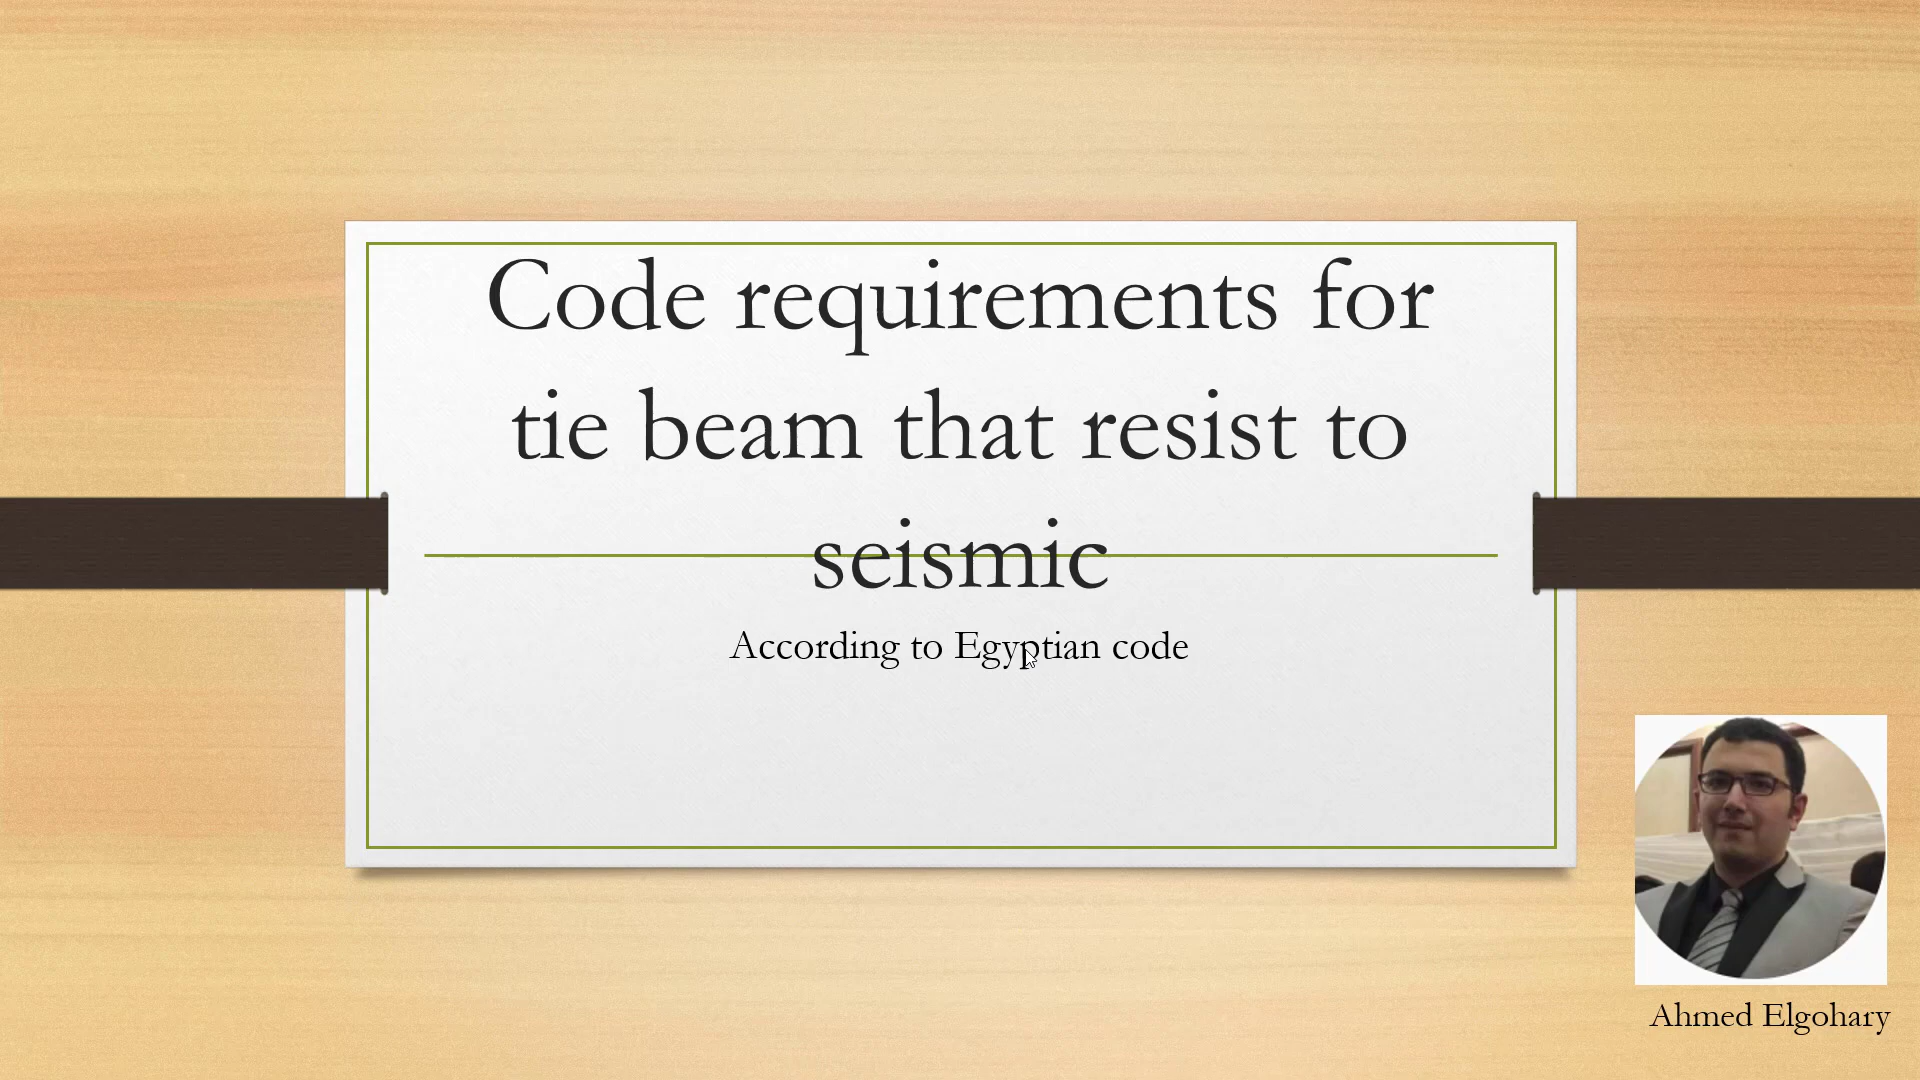 Code requirements for
tie beam that resist to
seismic
According to Egyptian code
Ahmed Elgohary